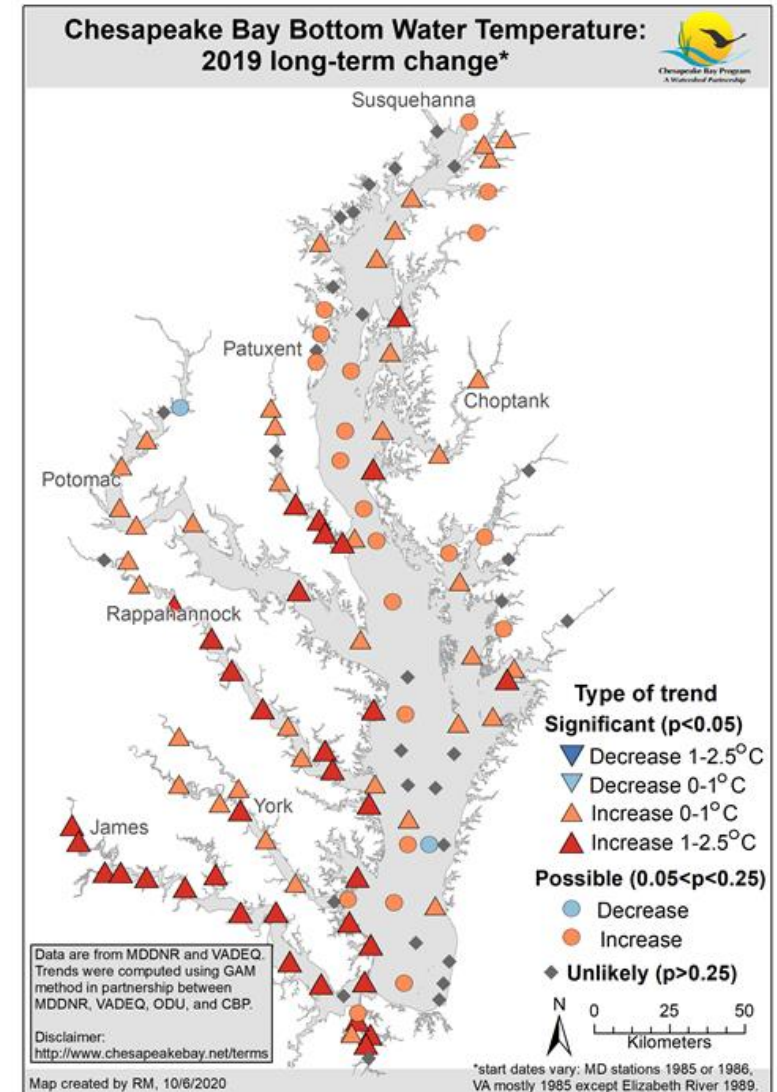 Chesapeake Bay Bottom Water Temperature:
2019 long-term change*
Chesapeake Bay Program
A Watershed Partnership
Susquehanna
Patuxent
Choptank
Potomac
Rappahannock
York
James
Type of trend
Significant (p<0.05)
Decrease 1-2.5°C
Decrease 0-1°C
Increase 0-1°C
Increase 1-2.5°C
Possible (0.05<p<0.25)
Decrease
Increase
Unlikely (p>0.25)
N
0 25 50
Kilometers
Data are from MDDNR and VADEQ.
Trends were computed using GAM
method in partnership between
MDDNR, VADEQ, ODU, and CBP.
Disclaimer:
http://www.chesapeakebay.net/terms
Map created by RM, 10/6/2020
*start dates vary: MD stations 1985 or 1986,
VA mostly 1985 except Elizabeth River 1989.